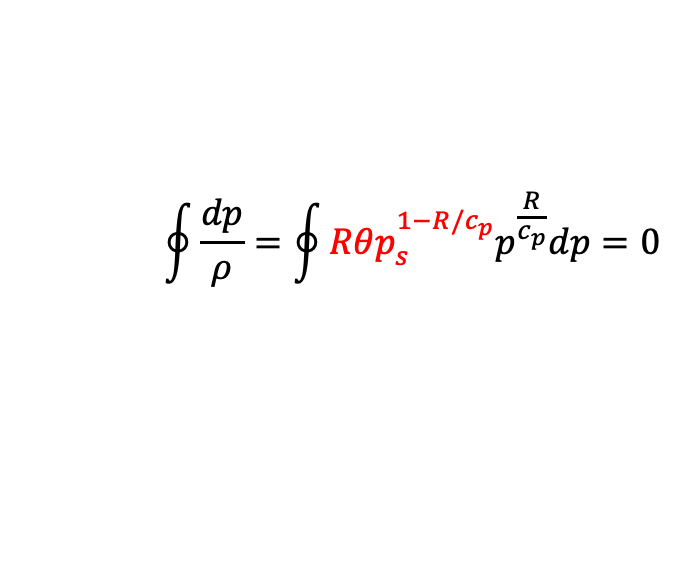 ∮ dp/ρ = ∮ Rθp_s^{1−R/c_p} p^{R/c_p} dp = 0